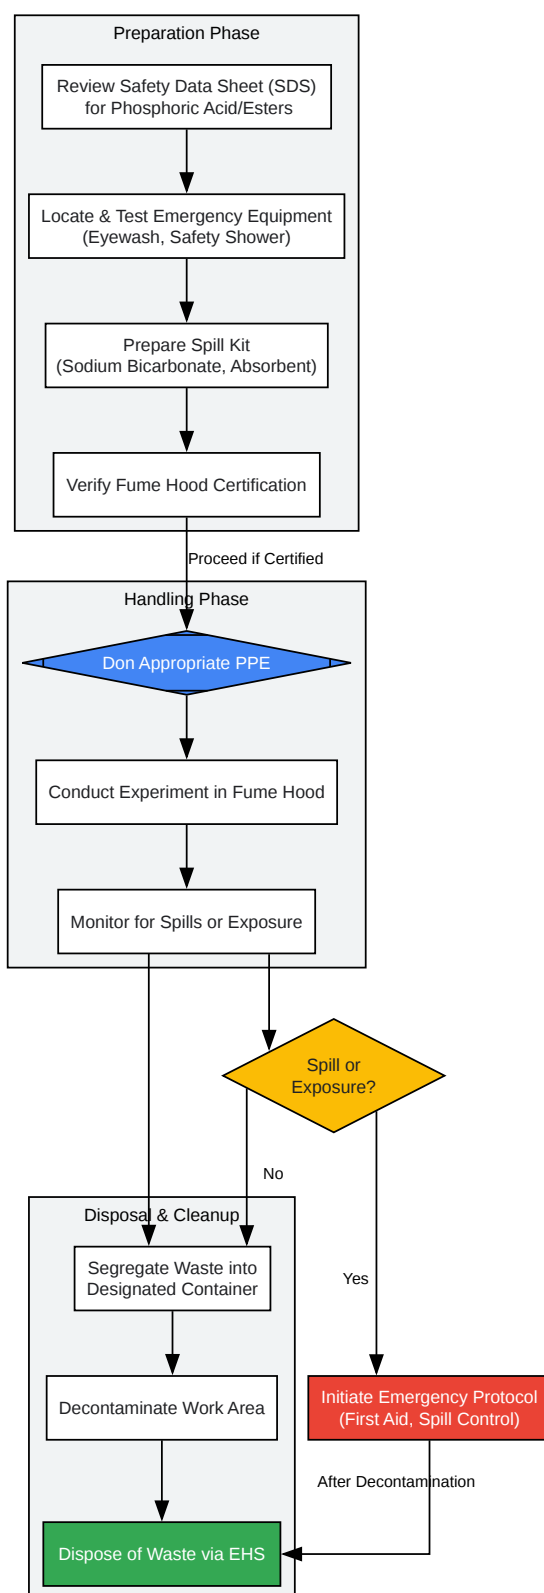 Preparation Phase
Review Safety Data Sheet (SDS)
for Phosphoric Acid/Esters
Locate & Test Emergency Equipment
(Eyewash, Safety Shower)
Prepare Spill Kit
(Sodium Bicarbonate, Absorbent)
Verify Fume Hood Certification
Proceed if Certified
Handling Phase
Don Appropriate PPE
Conduct Experiment in Fume Hood
Monitor for Spills or Exposure
Spill or
Exposure?
No
Disposal & Cleanup
Segregate Waste into
Designated Container
Yes
Decontaminate Work Area
Initiate Emergency Protocol
(First Aid, Spill Control)
After Decontamination
Dispose of Waste via EHS